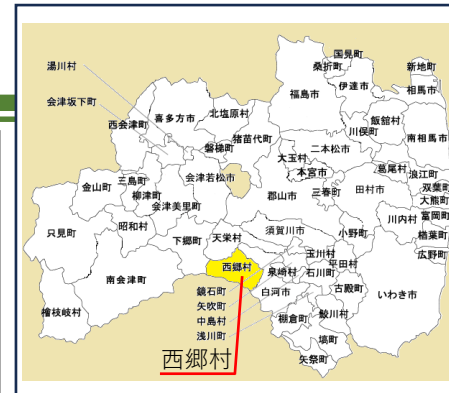 国見町
桑折町
新地町
湯川村
伊達市
相馬市
福島市
会津坂下町
北塩原村
飯舘村
喜多方市
川俣町
西会津町
猪苗代町
南相馬市
磐梯町
二本松市
大玉村
葛尾村
浪江町
本宮市
三島町
会津若松市
双葉町
金山町
田村市
三春町
大熊町
柳津町
郡山市
会津美里町
富岡町
川内村
昭和村
楢葉町
只見町
須賀川市
小野町
下郷町
天栄村
広野町
玉川村
平田村
西郷村
泉崎村
石川町
南会津町
古殿町
いわき市
鏡石町
白河市
矢吹町
檜枝岐村
中島村
棚倉町
鮫川村
浅川町
塙町
西郷村
矢祭町